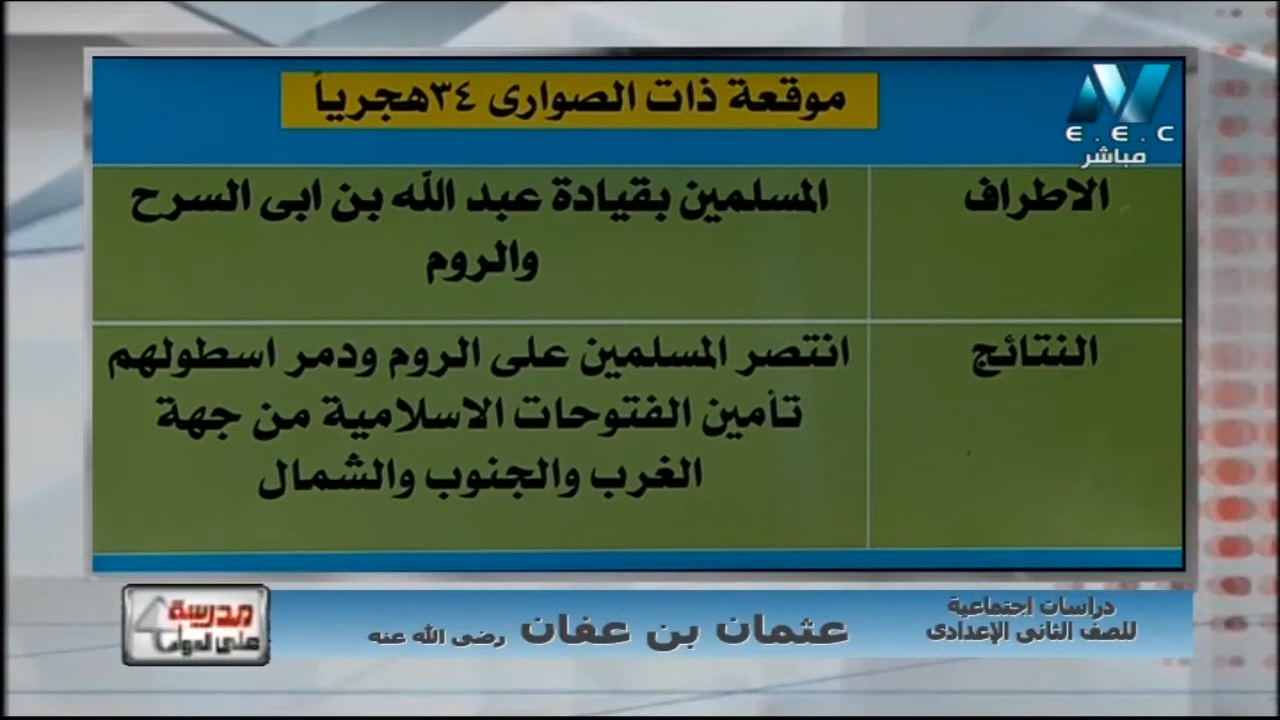 موقعة ذات الصوارى ٣٤هجرياً
E.E.C
مباشر
الاطراف
المسلمين بقيادة عبد الله بن ابى السرح
والروم
النتائج
انتصر المسلمين على الروم ودمر اسطولهم
تأمين الفتوحات الاسلامية من جهة
الغرب والجنوب والشمال
دراسات اجتماعية
للصف الثانى الإعدادى
عثمان بن عفان رضى الله عنه
مدرسة
على الهواء